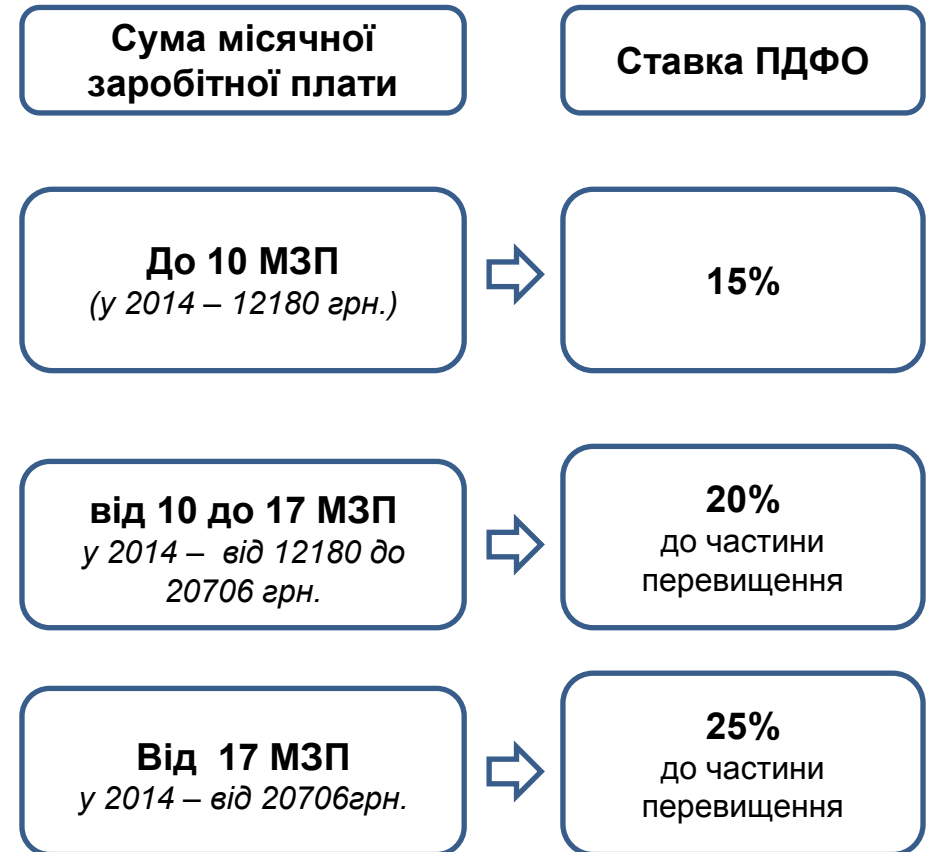 Сума місячної
заробітної плати
Ставка ПДФО
До 10 МЗП
(у 2014 – 12180 грн.)
15%
від 10 до 17 МЗП
у 2014 – від 12180 до
20706 грн.
20%
до частини
перевищення
Від 17 МЗП
у 2014 – від 20706грн.
25%
до частини
перевищення